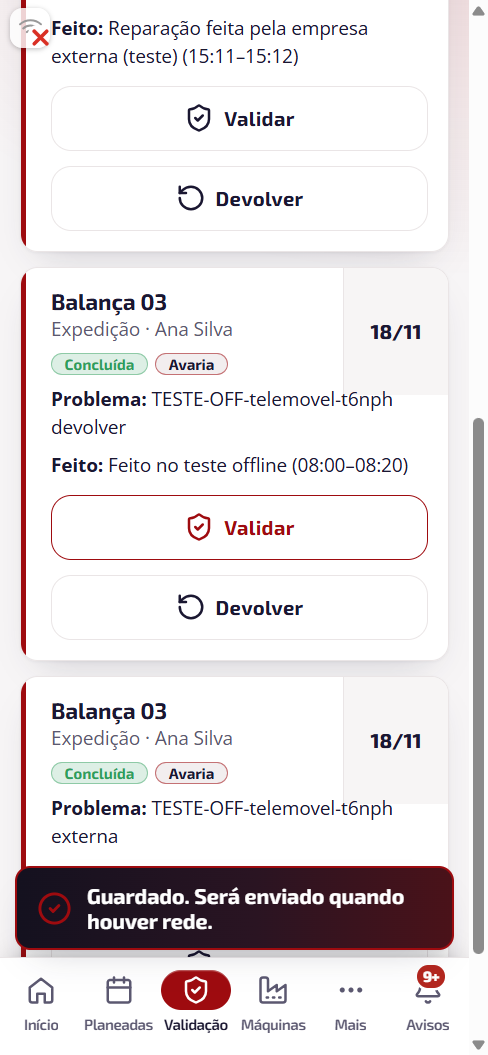 Feito: Reparação feita pela empresa
externa (teste) (15:11–15:12)
Validar
Devolver
Balança 03
Expedição · Ana Silva
18/11
Concluída
Avaria
Problema: TESTE-OFF-telemovel-t6nph
devolver
Feito: Feito no teste offline (08:00–08:20)
Validar
Devolver
Balança 03
Expedição · Ana Silva
18/11
Concluída
Avaria
Problema: TESTE-OFF-telemovel-t6nph
externa
Guardado. Será enviado quando
houver rede.
9+
Início
Planeadas
Validação
Máquinas
Mais
Avisos